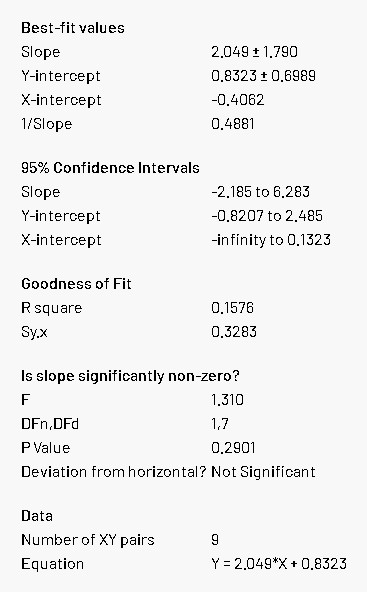 Best-fit values
Slope 2.049 ± 1.790
Y-intercept 0.8323 ± 0.6989
X-intercept -0.4062
1/Slope 0.4881
95% Confidence Intervals
Slope -2.185 to 6.283
Y-intercept -0.8207 to 2.485
X-intercept -infinity to 0.1323
Goodness of Fit
R square 0.1576
Sy.x 0.3283
Is slope significantly non-zero?
F 1.310
DFn,DFd 1,7
P Value 0.2901
Deviation from horizontal? Not Significant
Data
Number of XY pairs 9
Equation Y = 2.049*X + 0.8323